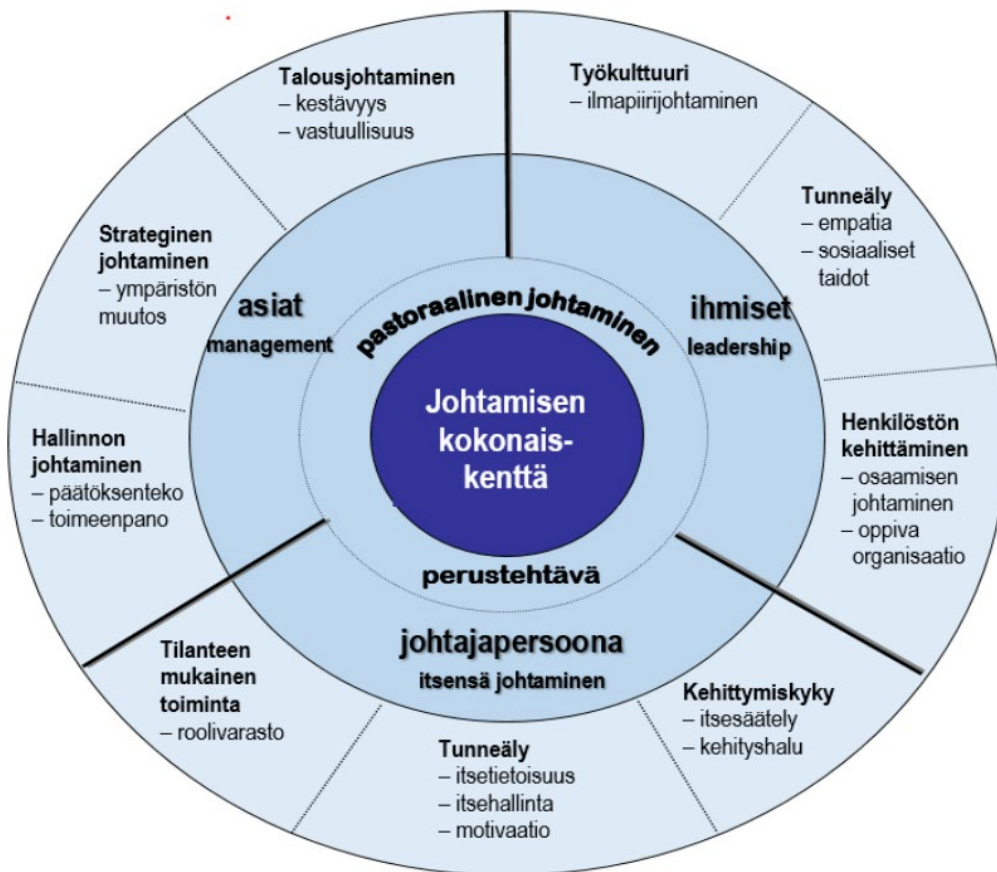 Talousjohtaminen
– kestävyys
– vastuullisuus
Työkulttuuri
– ilmapiirijohtaminen
Tunneäly
– empatia
– sosiaaliset
taidot
Henkilöstön
kehittäminen
– osaamisen
johtaminen
– oppiva
organisaatio
Kehittymiskyky
– itsesäätely
– kehityshalu
Tunneäly
– itsetietoisuus
– itsehallinta
– motivaatio
Tilanteen
mukainen
toiminta
– roolivarasto
Hallinnon
johtaminen
– päätöksenteko
– toimeenpano
Strateginen
johtaminen
– ympäristön
muutos
asiat
management
ihmiset
leadership
johtajapersoona
itsensä johtaminen
pastoraalinen johtaminen
perustehtävä
Johtamisen
kokonais-
kenttä